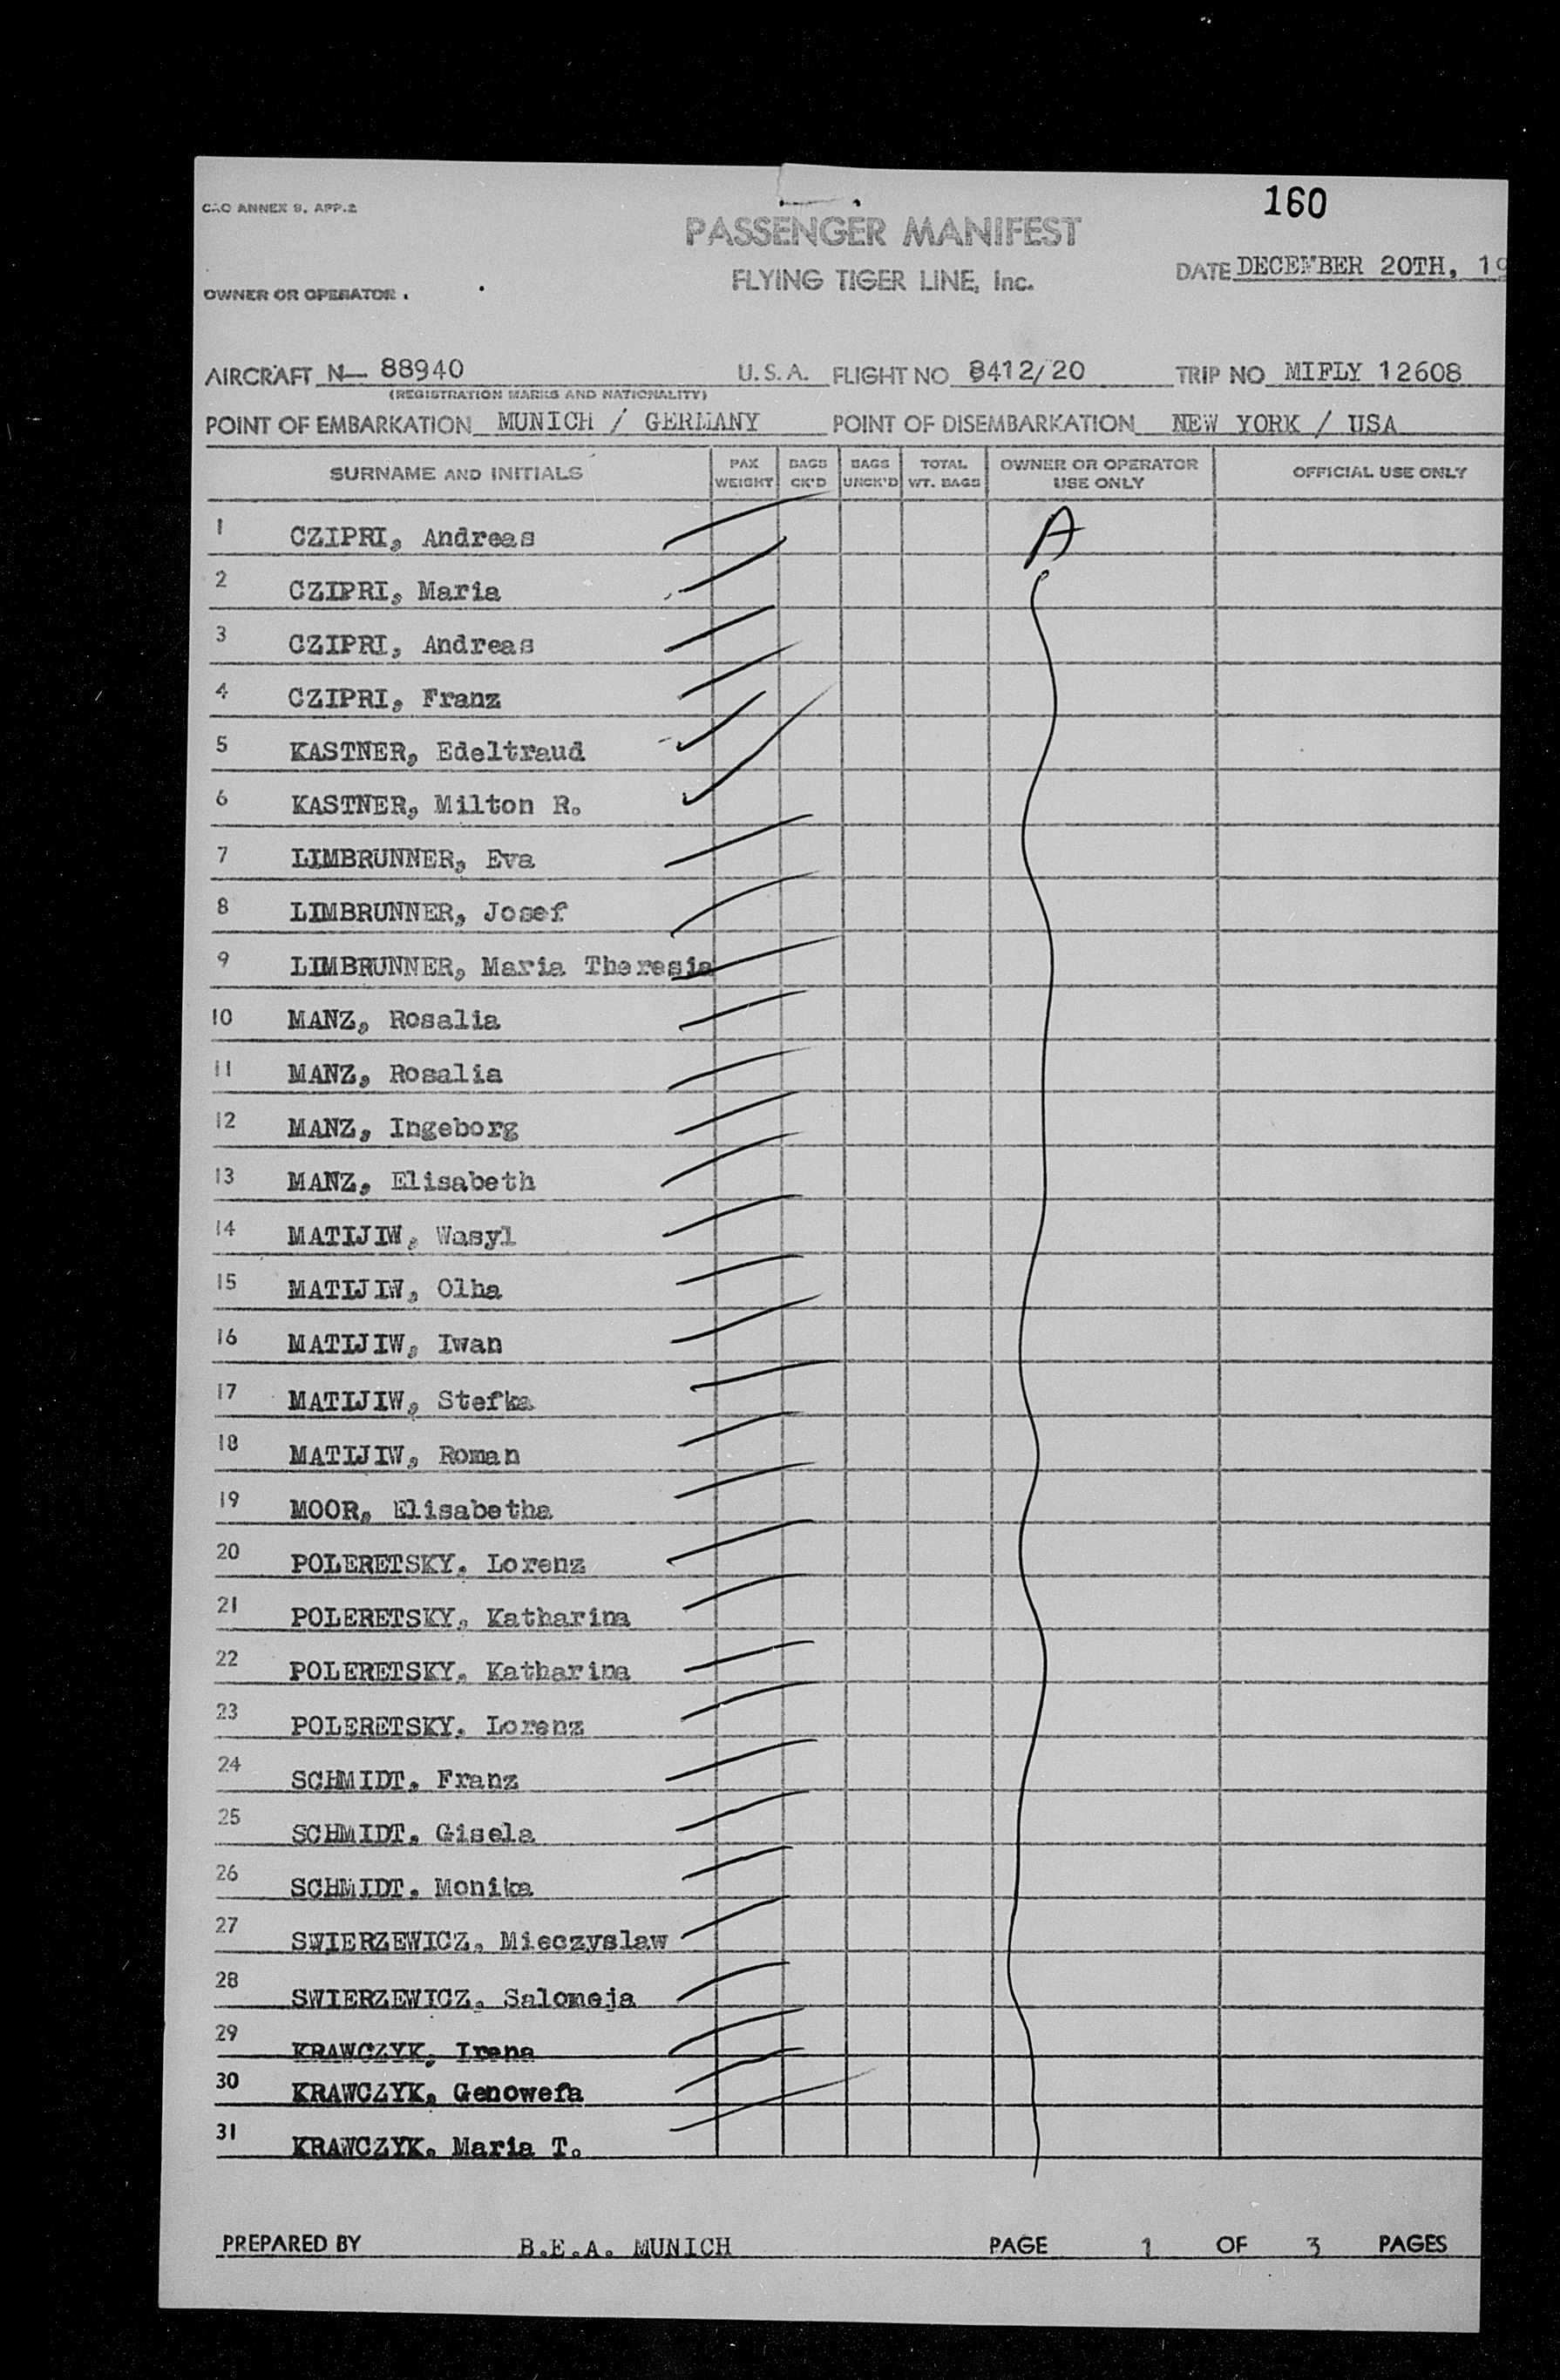 160
CAO ANNEX 9, APP.2
PASSENGER MANIFEST
FLYING TIGER LINE, Inc.
DATE DECEMBER 20TH, 19
OWNER OR OPERATOR
AIRCRAFT N— 88940 U.S.A. FLIGHT NO 8412/20 TRIP NO MIFLY 12608
(REGISTRATION MARKS AND NATIONALITY)
POINT OF EMBARKATION MUNICH / GERMANY POINT OF DISEMBARKATION NEW YORK / USA
SURNAME AND INITIALS PAX WEIGHT BAGS CK'D BAGS UNCK'D TOTAL WT. BAGS OWNER OR OPERATOR USE ONLY OFFICIAL USE ONLY
1 CZIPRI, Andreas A
2 CZIPRI, Maria
3 CZIPRI, Andreas
4 CZIPRI, Franz
5 KASTNER, Edeltraud
6 KASTNER, Milton R.
7 LIMBRUNNER, Eva
8 LIMBRUNNER, Josef
9 LIMBRUNNER, Maria Theresia
10 MANZ, Rosalia
11 MANZ, Rosalia
12 MANZ, Ingeborg
13 MANZ, Elisabeth
14 MATIJIW, Wasyl
15 MATIJIW, Olha
16 MATIJIW, Iwan
17 MATIJIW, Stefka
18 MATIJIW, Roman
19 MOOR, Elisabetha
20 POLERETSKY. Lorenz
21 POLERETSKY. Katharina
22 POLERETSKY. Katharina
23 POLERETSKY. Lorenz
24 SCHMIDT. Franz
25 SCHMIDT. Gisela
26 SCHMIDT. Monika
27 SWIERZEWICZ. Mieczyslaw
28 SWIERZEWICZ. Salomeja
29 KRAWCZYK, Irena
30 KRAWCZYK, Genowefa
31 KRAWCZYK. Maria T.
PREPARED BY B.E.A. MUNICH PAGE 1 OF 3 PAGES